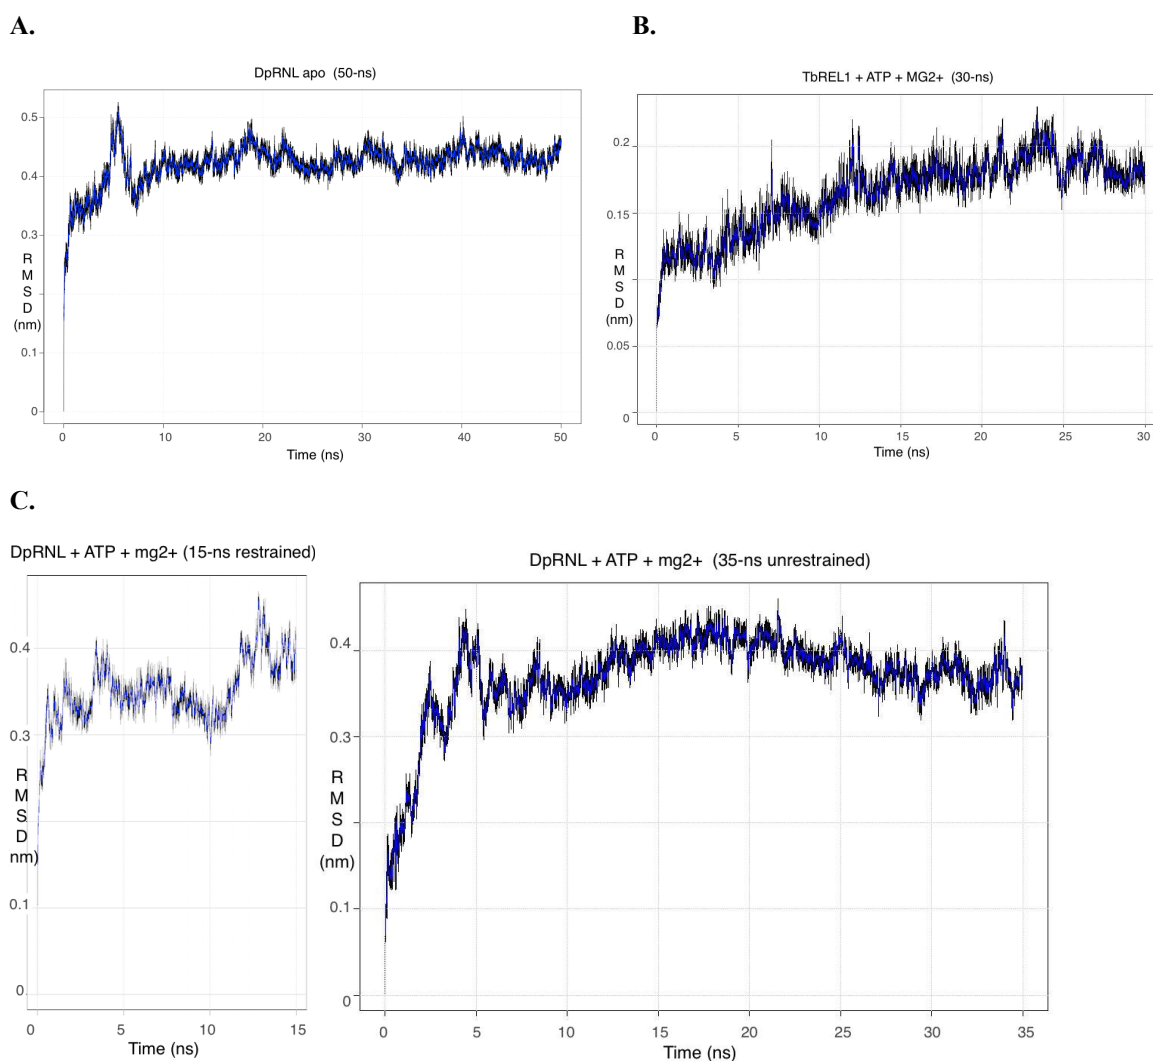 A.
DpRNL apo (50-ns)
0.5
0.4
0.3
R
M
S
D
(nm)
0.1
0
0
10
20
30
40
50
Time (ns)
B.
TbREL1 + ATP + MG2+ (30-ns)
0.2
0.15
R
M
S
D
(nm)
0.05
0
0
5
10
15
20
25
30
Time (ns)
C.
DpRNL + ATP + mg2+ (15-ns restrained)
0.4
0.3
R
M
S
D
nm)
0.1
0
0
5
10
15
Time (ns)
DpRNL + ATP + mg2+ (35-ns unrestrained)
0.4
0.3
R
M
S
D
(nm)
0.1
0
0
5
10
15
20
25
30
35
Time (ns)